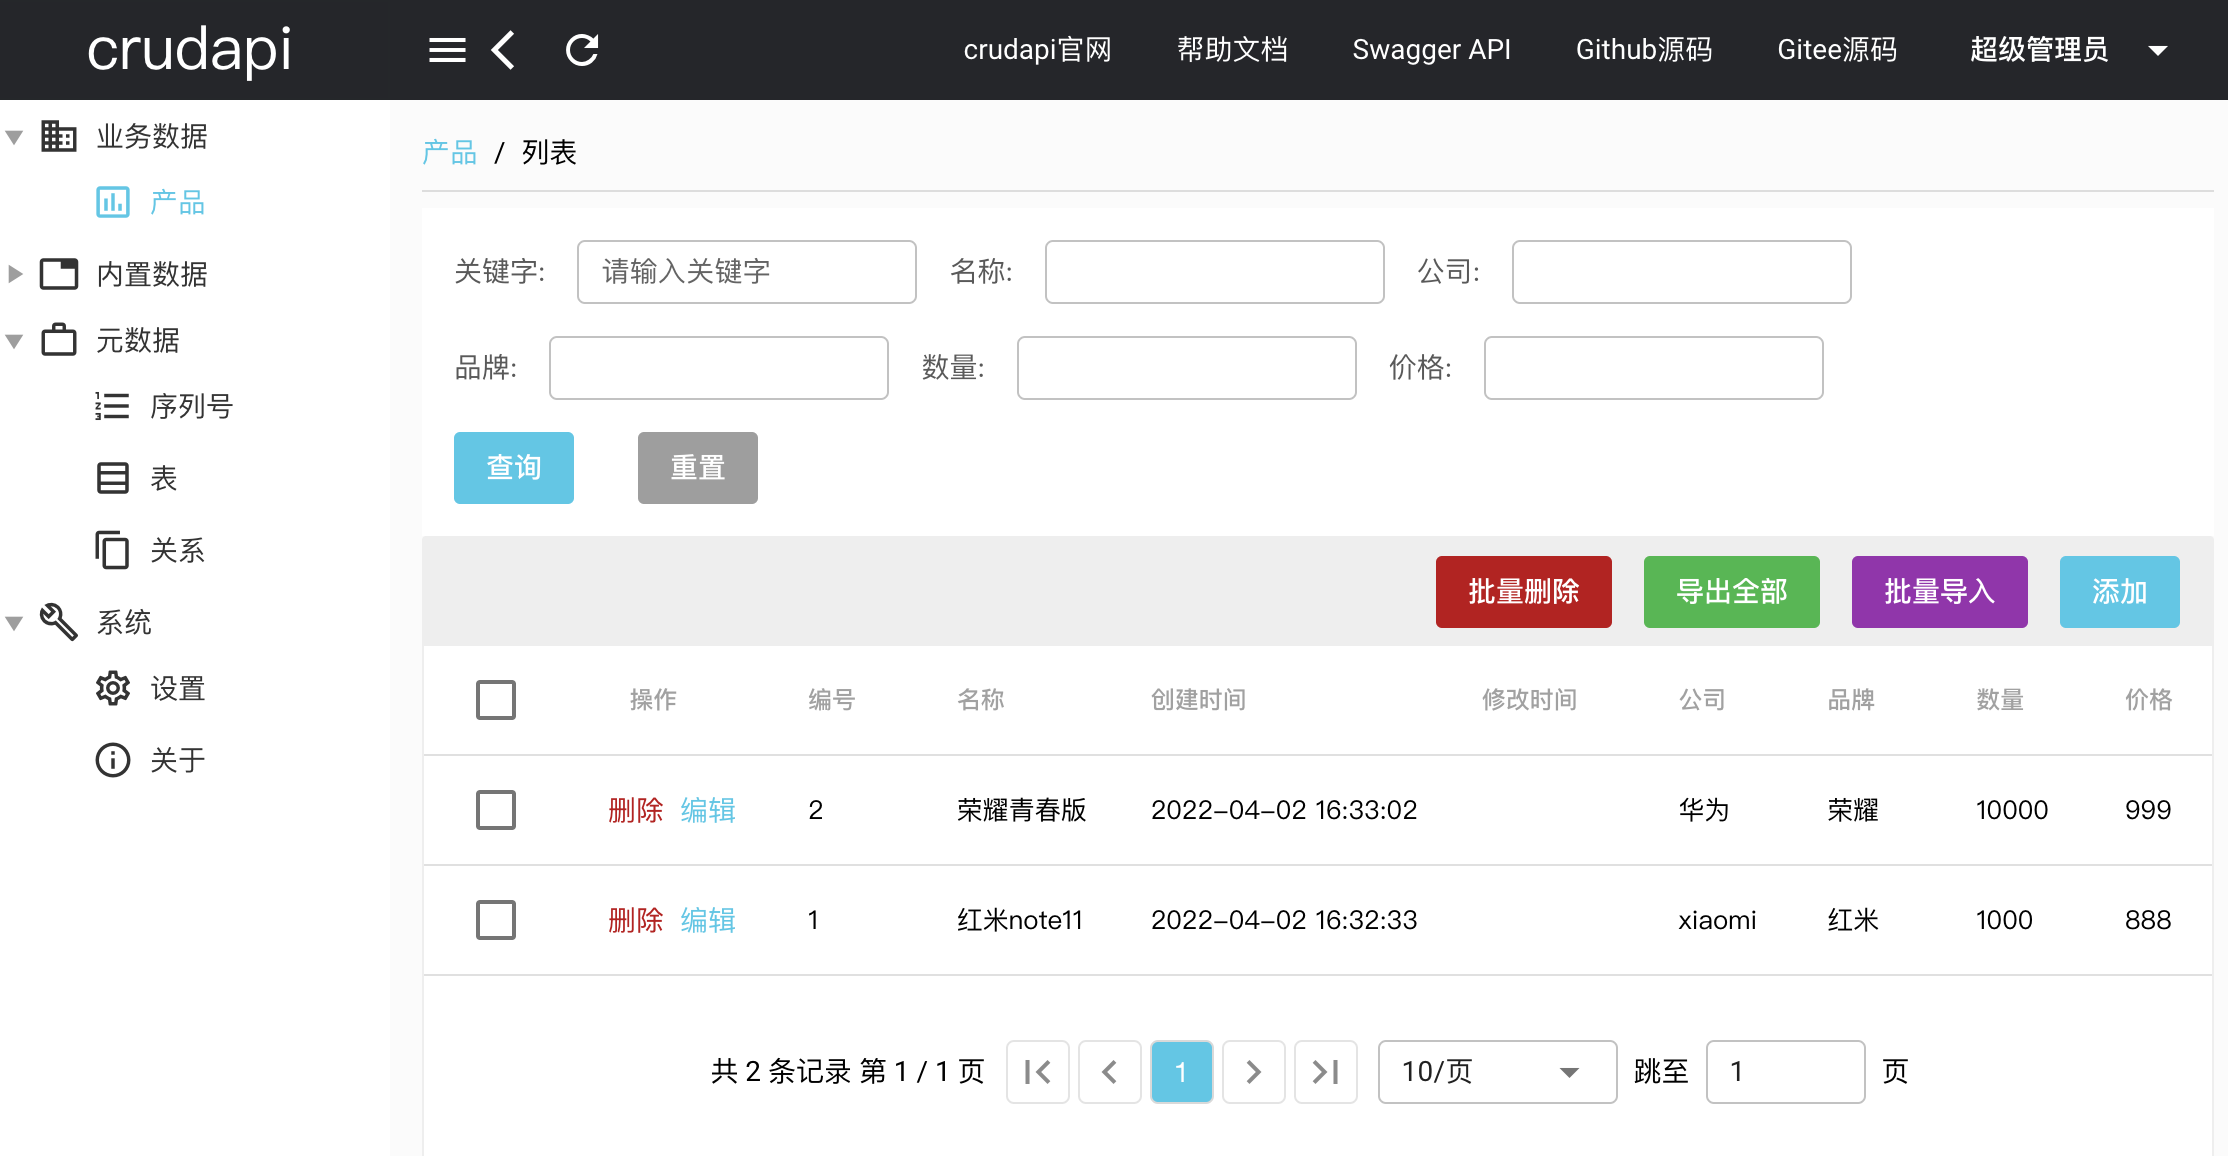 crudapi crudapi官网 帮助文档 Swagger API Github源码 Gitee源码 超级管理员
业务数据
产品
内置数据
元数据
序列号
表
关系
系统
设置
关于
产品 / 列表
关键字: 请输入关键字 名称: 公司:
品牌: 数量: 价格:
查询 重置
批量删除 导出全部 批量导入 添加
操作 编号 名称 创建时间 修改时间 公司 品牌 数量 价格
删除 编辑 2 荣耀青春版 2022-04-02 16:33:02 华为 荣耀 10000 999
删除 编辑 1 红米note11 2022-04-02 16:32:33 xiaomi 红米 1000 888
共 2 条记录 第 1 / 1 页 1 10/页 跳至 1 页